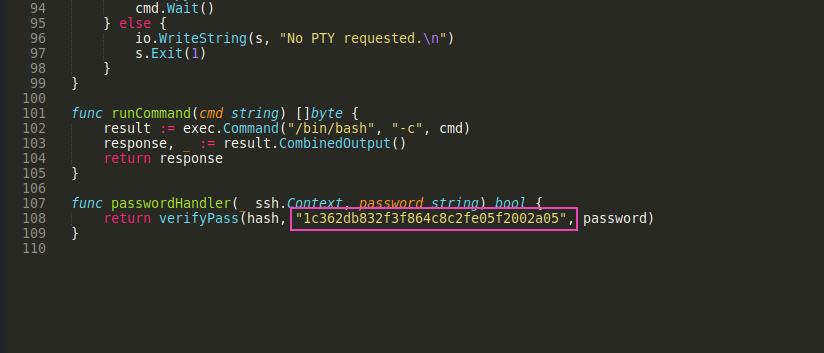 94 cmd.Wait()
95 } else {
96 io.WriteString(s, "No PTY requested.\n")
97 s.Exit(1)
98 }
99 }
100
101 func runCommand(cmd string) []byte {
102 result := exec.Command("/bin/bash", "-c", cmd)
103 response, _ := result.CombinedOutput()
104 return response
105 }
106
107 func passwordHandler(_ ssh.Context, password string) bool {
108 return verifyPass(hash, "1c362db832f3f864c8c2fe05f2002a05", password)
109 }
110